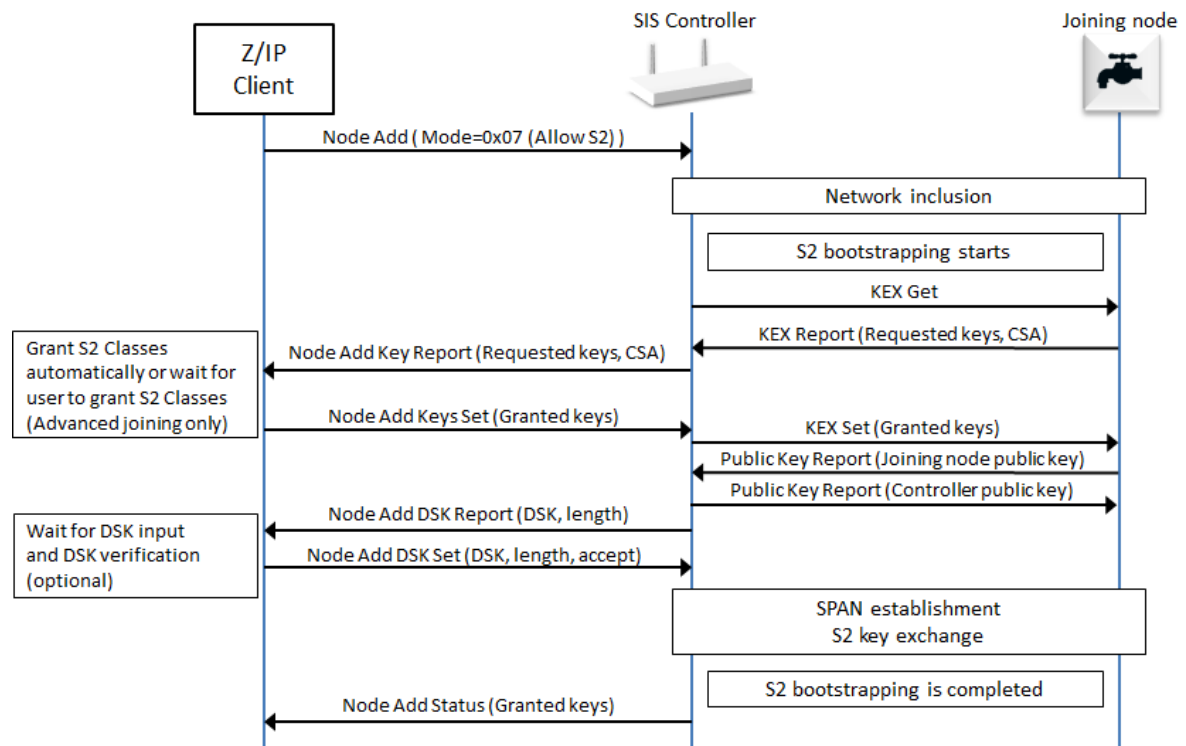 SIS Controller
Joining node
Z/IP
Client
Node Add ( Mode=0x07 (Allow S2) )
Network inclusion
S2 bootstrapping starts
KEX Get
KEX Report (Requested keys, CSA)
Node Add Key Report (Requested keys, CSA)
Grant S2 Classes
automatically or wait for
user to grant S2 Classes
(Advanced joining only)
Node Add Keys Set (Granted keys)
KEX Set (Granted keys)
Public Key Report (Joining node public key)
Public Key Report (Controller public key)
Node Add DSK Report (DSK, length)
Wait for DSK input
and DSK verification
(optional)
Node Add DSK Set (DSK, length, accept)
SPAN establishment
S2 key exchange
S2 bootstrapping is completed
Node Add Status (Granted keys)